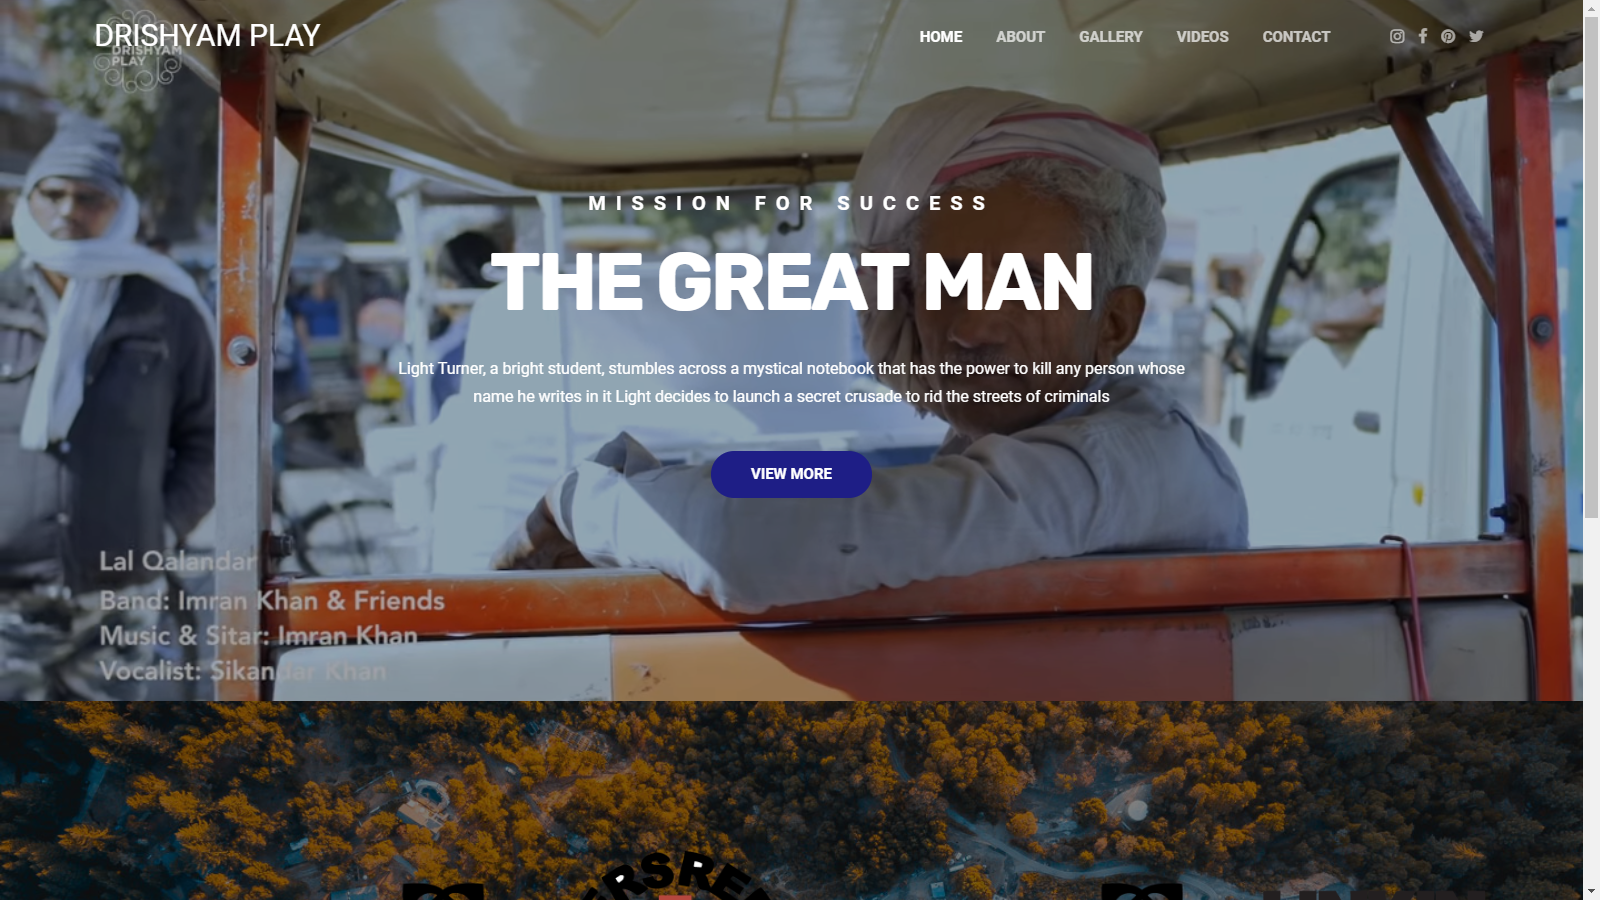 DRISHYAM PLAY
DRISHYAM
PLAY
HOME
ABOUT
GALLERY
VIDEOS
CONTACT
MISSION FOR SUCCESS
THE GREAT MAN
Light Turner, a bright student, stumbles across a mystical notebook that has the power to kill any person whose
name he writes in it Light decides to launch a secret crusade to rid the streets of criminals
VIEW MORE
Lal Qalandar
Band: Imran Khan & Friends
Music & Sitar: Imran Khan
Vocalist: Sikandar Khan